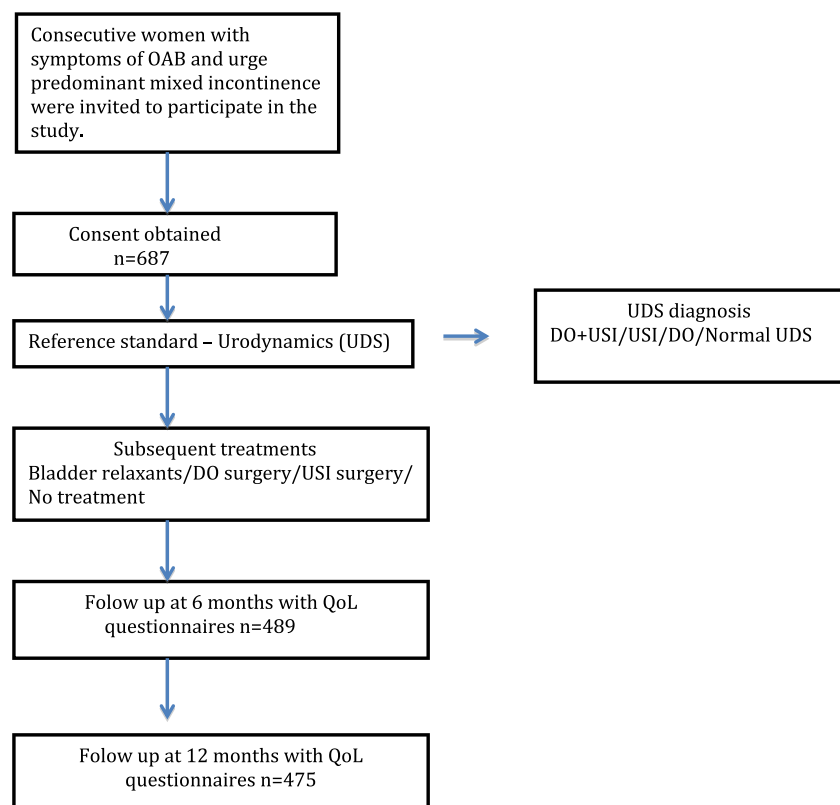 Consecutive women with
symptoms of OAB and urge
predominant mixed incontinence
were invited to participate in the
study.
Consent obtained
n=687
Reference standard – Urodynamics (UDS)
UDS diagnosis
DO+USI/USI/DO/Normal UDS
Subsequent treatments
Bladder relaxants/DO surgery/USI surgery/
No treatment
Folow up at 6 months with QoL
questionnaires n=489
Folow up at 12 months with QoL
questionnaires n=475